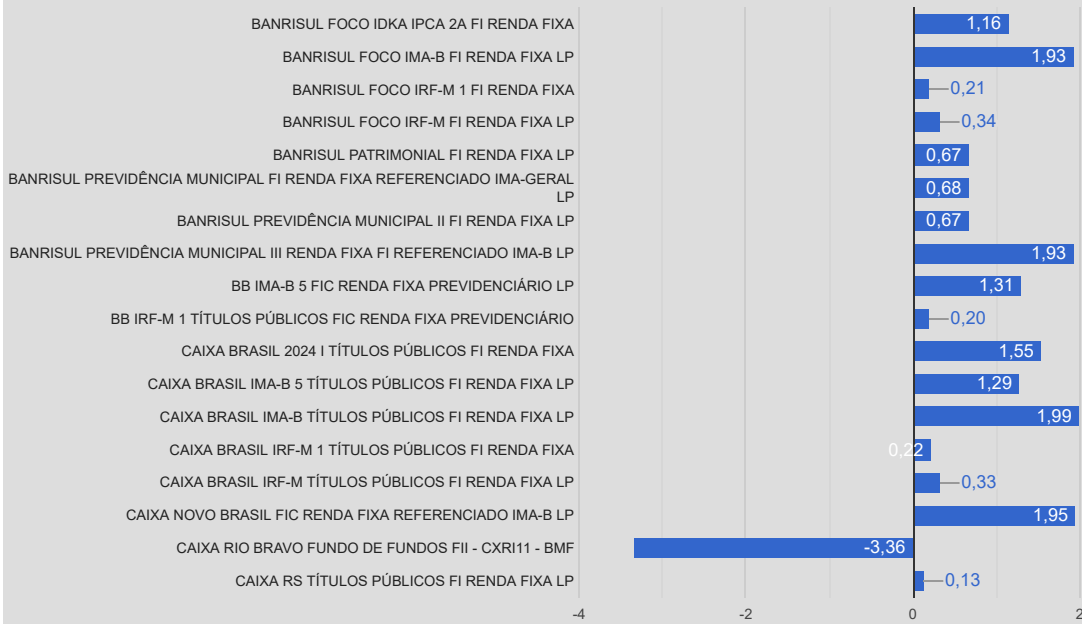 BANRISUL FOCO IDKA IPCA 2A FI RENDA FIXA 1,16
BANRISUL FOCO IMA-B FI RENDA FIXA LP 1,93
BANRISUL FOCO IRF-M 1 FI RENDA FIXA 0,21
BANRISUL FOCO IRF-M FI RENDA FIXA LP 0,34
BANRISUL PATRIMONIAL FI RENDA FIXA LP 0,67
BANRISUL PREVIDÊNCIA MUNICIPAL FI RENDA FIXA REFERENCIADO IMA-GERAL
LP 0,68
BANRISUL PREVIDÊNCIA MUNICIPAL II FI RENDA FIXA LP 0,67
BANRISUL PREVIDÊNCIA MUNICIPAL III RENDA FIXA FI REFERENCIADO IMA-B LP 1,93
BB IMA-B 5 FIC RENDA FIXA PREVIDENCIÁRIO LP 1,31
BB IRF-M 1 TÍTULOS PÚBLICOS FIC RENDA FIXA PREVIDENCIÁRIO 0,20
CAIXA BRASIL 2024 I TÍTULOS PÚBLICOS FI RENDA FIXA 1,55
CAIXA BRASIL IMA-B 5 TÍTULOS PÚBLICOS FI RENDA FIXA LP 1,29
CAIXA BRASIL IMA-B TÍTULOS PÚBLICOS FI RENDA FIXA LP 1,99
CAIXA BRASIL IRF-M 1 TÍTULOS PÚBLICOS FI RENDA FIXA 0,22
CAIXA BRASIL IRF-M TÍTULOS PÚBLICOS FI RENDA FIXA LP 0,33
CAIXA NOVO BRASIL FIC RENDA FIXA REFERENCIADO IMA-B LP 1,95
CAIXA RIO BRAVO FUNDO DE FUNDOS FII - CXRI11 - BMF -3,36
CAIXA RS TÍTULOS PÚBLICOS FI RENDA FIXA LP 0,13
-4 -2 0 2